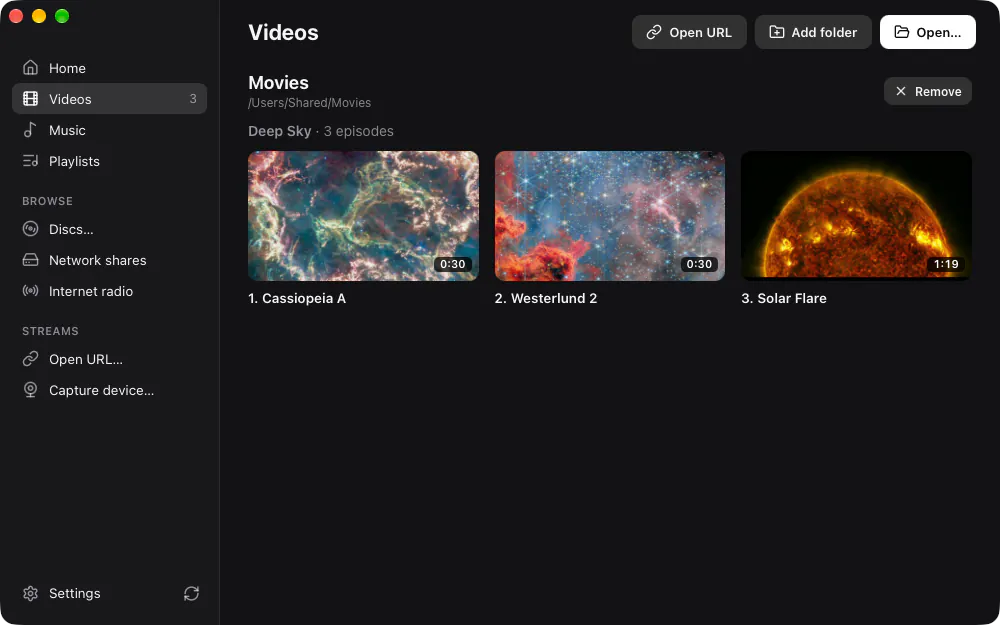 Videos
Open URL
Add folder
Open...
Home
Videos 3
Music
Playlists
BROWSE
Discs...
Network shares
Internet radio
STREAMS
Open URL...
Capture device...
Settings
Movies
/Users/Shared/Movies
Remove
Deep Sky · 3 episodes
0:30
0:30
1:19
1. Cassiopeia A
2. Westerlund 2
3. Solar Flare